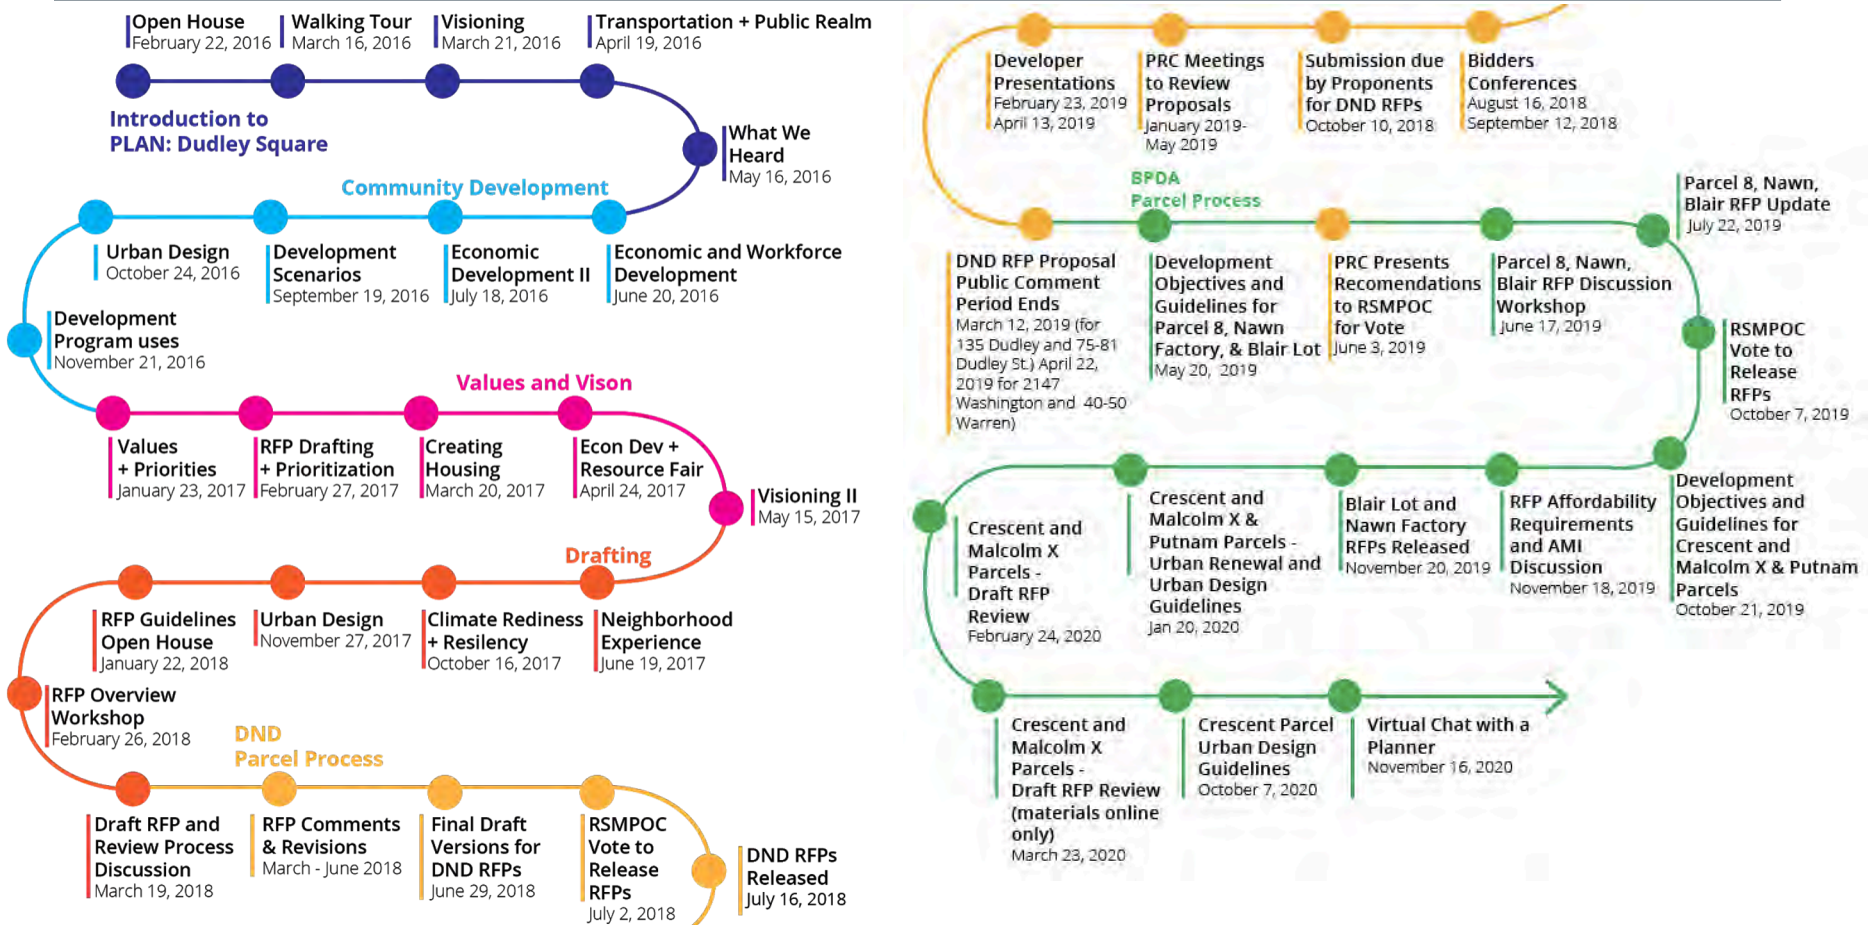 Open House
February 22, 2016
Walking Tour
March 16, 2016
Visioning
March 21, 2016
Transportation + Public Realm
April 19, 2016
Introduction to
PLAN: Dudley Square
What We
Heard
May 16, 2016
Community Development
Economic and Workforce
Development
June 20, 2016
Economic
Development II
July 18, 2016
Development
Scenarios
September 19, 2016
Urban Design
October 24, 2016
Development
Program uses
November 21, 2016
Values and Vison
Values
+ Priorities
January 23, 2017
RFP Drafting
+ Prioritization
February 27, 2017
Creating
Housing
March 20, 2017
Econ Dev +
Resource Fair
April 24, 2017
Visioning II
May 15, 2017
Drafting
Neighborhood
Experience
June 19, 2017
Climate Rediness
+ Resilency
October 16, 2017
Urban Design
November 27, 2017
RFP Guidelines
Open House
January 22, 2018
RFP Overview
Workshop
February 26, 2018
DND
Parcel Process
Draft RFP and
Review Process
Discussion
March 19, 2018
RFP Comments
& Revisions
March - June 2018
Final Draft
Versions for
DND RFPs
June 29, 2018
RSMPOC
Vote to
Release
RFPs
July 2, 2018
DND RFPs
Released
July 16, 2018
Bidders
Conferences
August 16, 2018
September 12, 2018
Submission due
by Proponents
for DND RFPs
October 10, 2018
PRC Meetings
to Review
Proposals
January 2019-
May 2019
Developer
Presentations
February 23, 2019
April 13, 2019
BPDA
Parcel Process
DND RFP Proposal
Public Comment
Period Ends
March 12, 2019 (for
135 Dudley and 75-81
Dudley St.) April 22,
2019 for 2147
Washington and 40-50
Warren)
Development
Objectives and
Guidelines for
Parcel 8, Nawn
Factory, & Blair Lot
May 20, 2019
PRC Presents
Recomendations
to RSMPOC
for Vote
June 3, 2019
Parcel 8, Nawn,
Blair RFP Discussion
Workshop
June 17, 2019
Parcel 8, Nawn,
Blair RFP Update
July 22, 2019
RSMPOC
Vote to
Release
RFPs
October 7, 2019
Development
Objectives and
Guidelines for
Crescent and
Malcolm X & Putnam
Parcels
October 21, 2019
RFP Affordability
Requirements
and AMI
Discussion
November 18, 2019
Blair Lot and
Nawn Factory
RFPs Released
November 20, 2019
Crescent and
Malcolm X &
Putnam Parcels -
Urban Renewal and
Urban Design
Guidelines
Jan 20, 2020
Crescent and
Malcolm X
Parcels -
Draft RFP
Review
February 24, 2020
Crescent and
Malcolm X
Parcels -
Draft RFP Review
(materials online
only)
March 23, 2020
Crescent Parcel
Urban Design
Guidelines
October 7, 2020
Virtual Chat with a
Planner
November 16, 2020